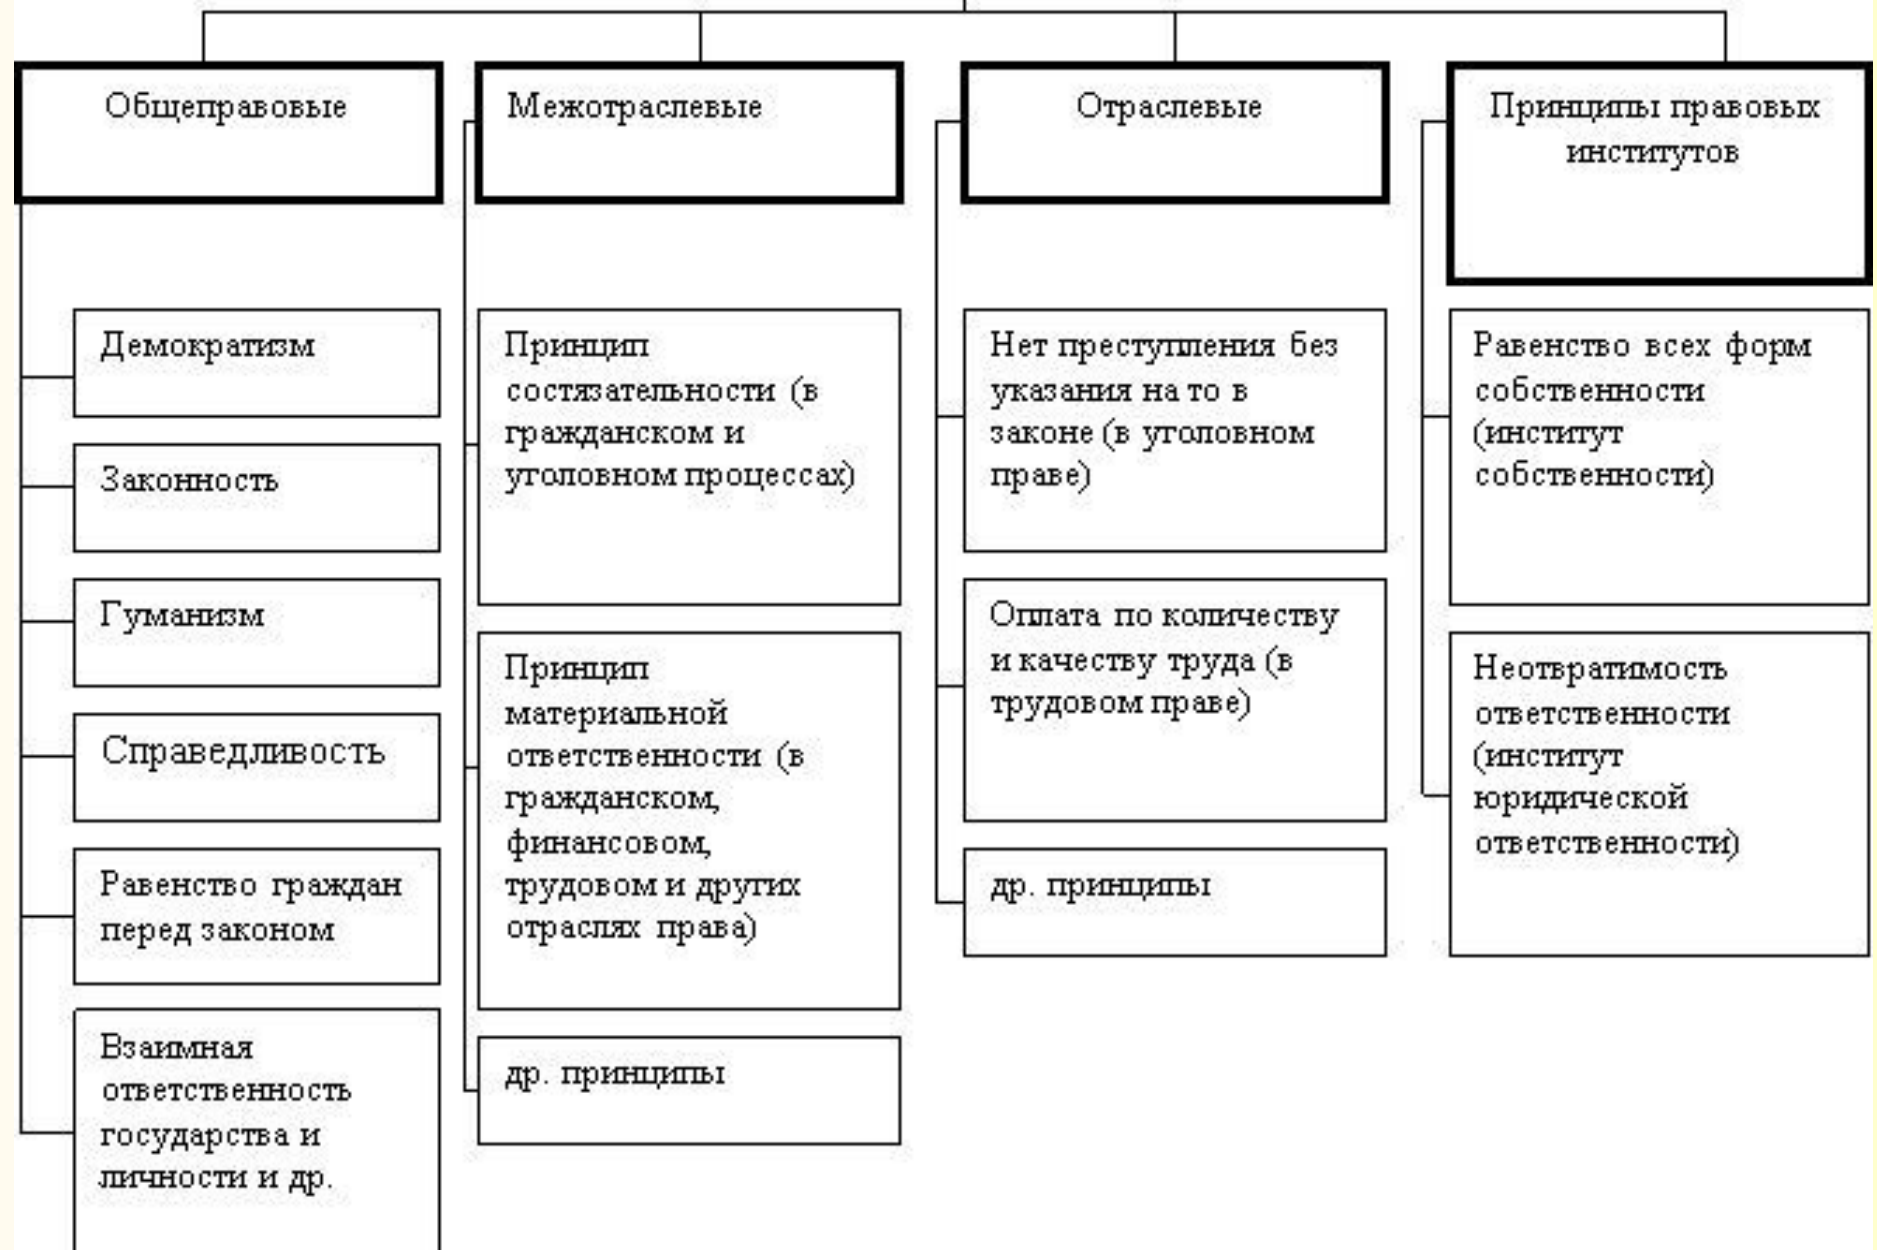 Общеправовые
Демократизм
Законность
Гуманизм
Справедливость
Равенство граждан
перед законом
Взаимная
ответственность
государства и
личности и др.
Межотраслевые
Принцип
состязательности (в
гражданском и
уголовном процессах)
Принцип
материальной
ответственности (в
гражданском,
финансовом,
трудовом и других
отраслях права)
др. принципы
Отраслевые
Нет преступления без
указания на то в
законе (в уголовном
праве)
Оплата по количеству
и качеству труда (в
трудовом праве)
др. принципы
Принципы правовых
институтов
Равенство всех форм
собственности
(институт
собственности)
Неотвратимость
ответственности
(институт
юридической
ответственности)